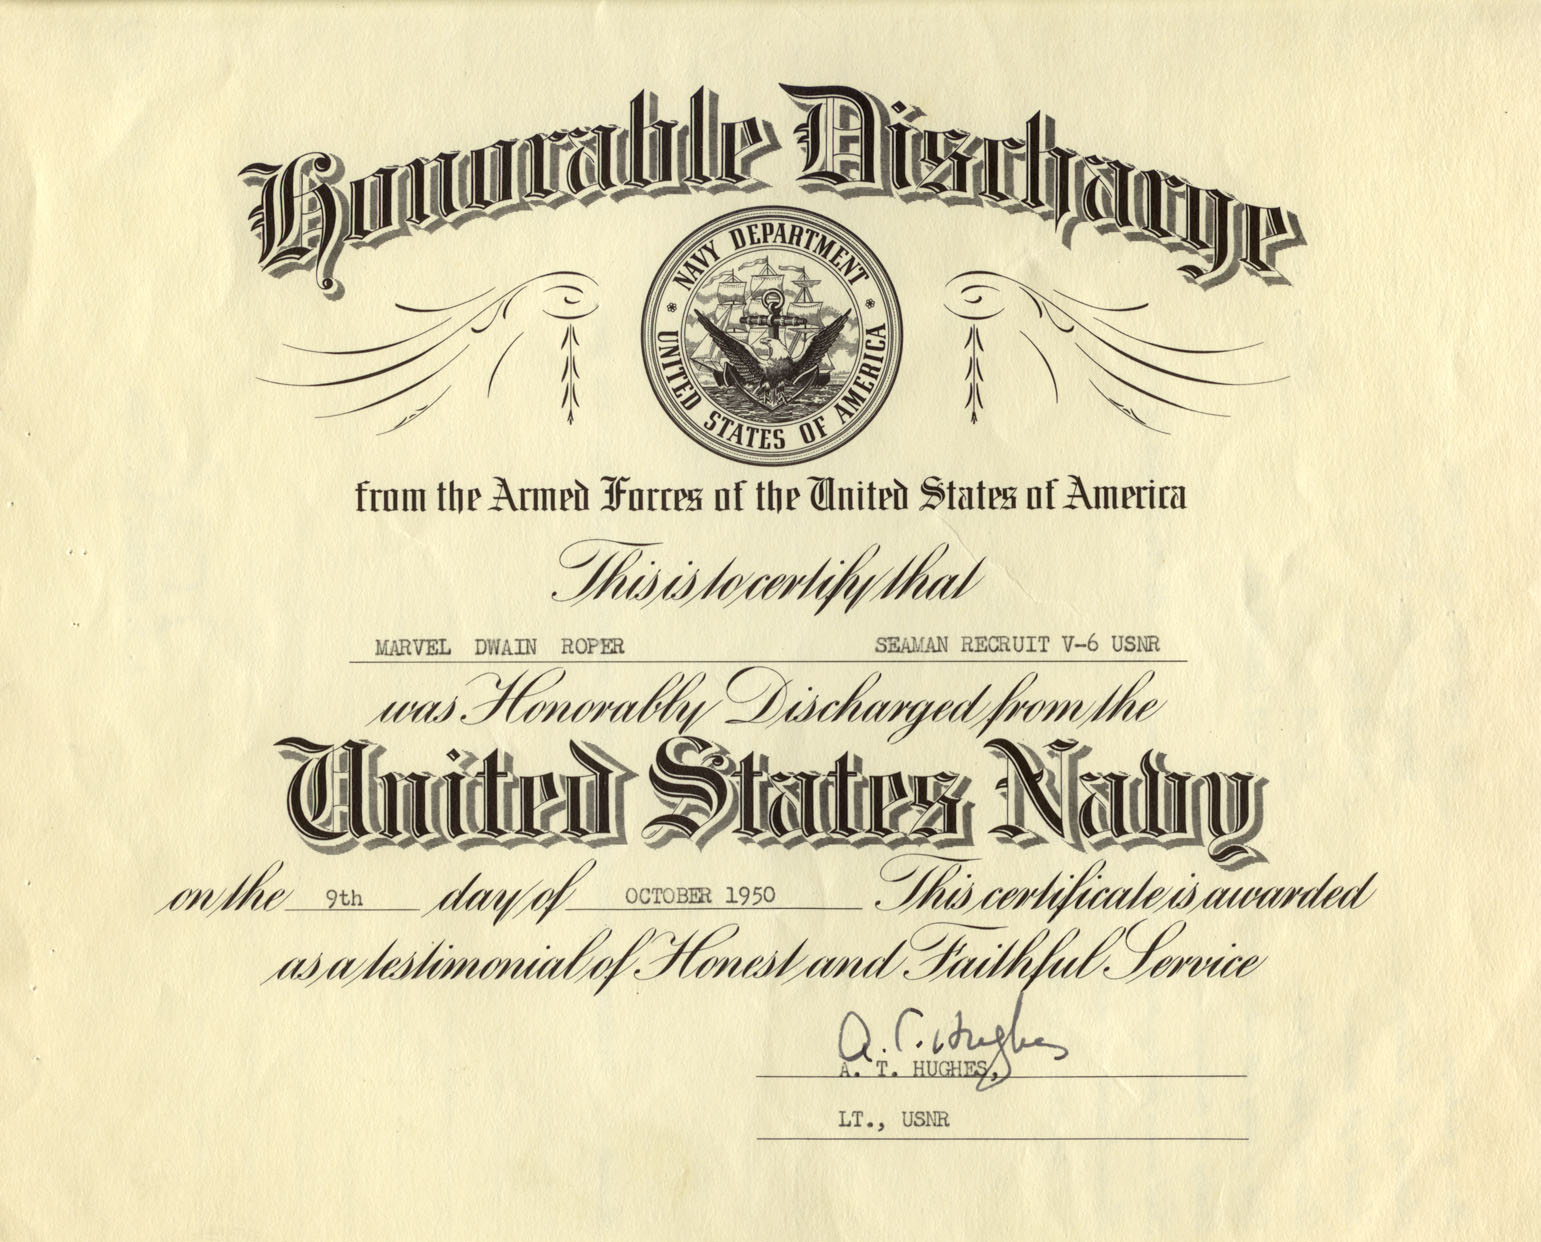 Honorable Discharge
NAVY DEPARTMENT
UNITED STATES OF AMERICA
from the Armed Forces of the United States of America
This is to certify that
MARVEL DWAIN ROPER SEAMAN RECRUIT V-6 USNR
was Honorably Discharged from the
United States Navy
on the 9th day of OCTOBER 1950 This certificate is awarded
as a testimonial of Honest and Faithful Service
A. T. Hughes
A. T. HUGHES,
LT., USNR